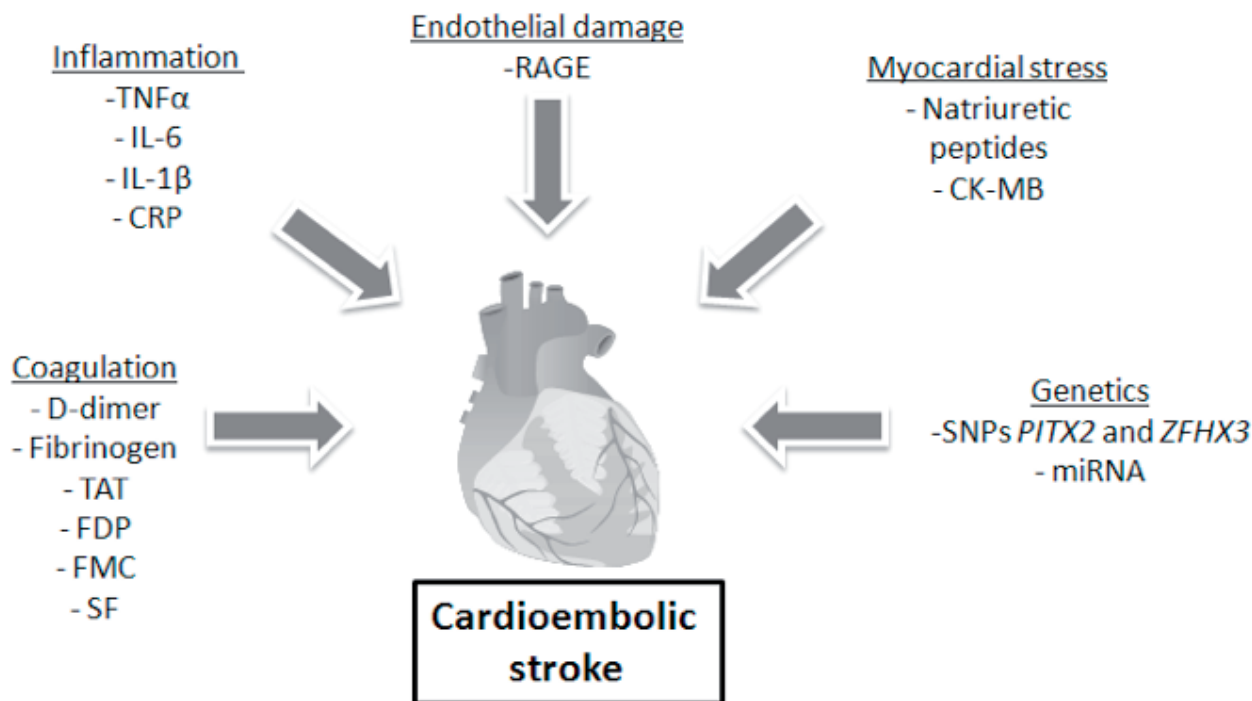 Endothelial damage
-RAGE
Inflammation
-TNFα
- IL-6
- IL-1β
- CRP
Myocardial stress
- Natriuretic
peptides
- CK-MB
Coagulation
- D-dimer
- Fibrinogen
- TAT
- FDP
- FMC
- SF
Genetics
-SNPs PITX2 and ZFHX3
- miRNA
Cardioembolic
stroke